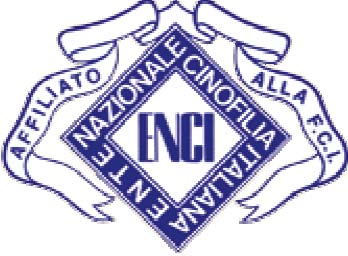 AFFILIATO
ALLA F.C.I.
ENTE NAZIONALE CINOFILIA ITALIANA
ENCI